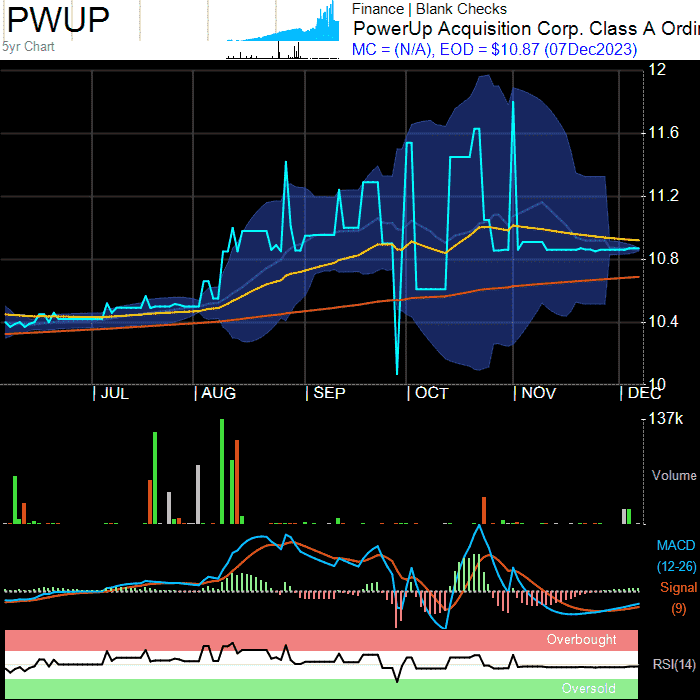 PWUP
5yr Chart
Finance | Blank Checks
PowerUp Acquisition Corp. Class A Ordi
MC = (N/A), EOD = $10.87 (07Dec2023)
12
11.6
11.2
10.8
10.4
10
JUL AUG SEP OCT NOV DEC
137k
Volume
MACD
(12-26)
Signal
(9)
Overbought
RSI(14)
Oversold